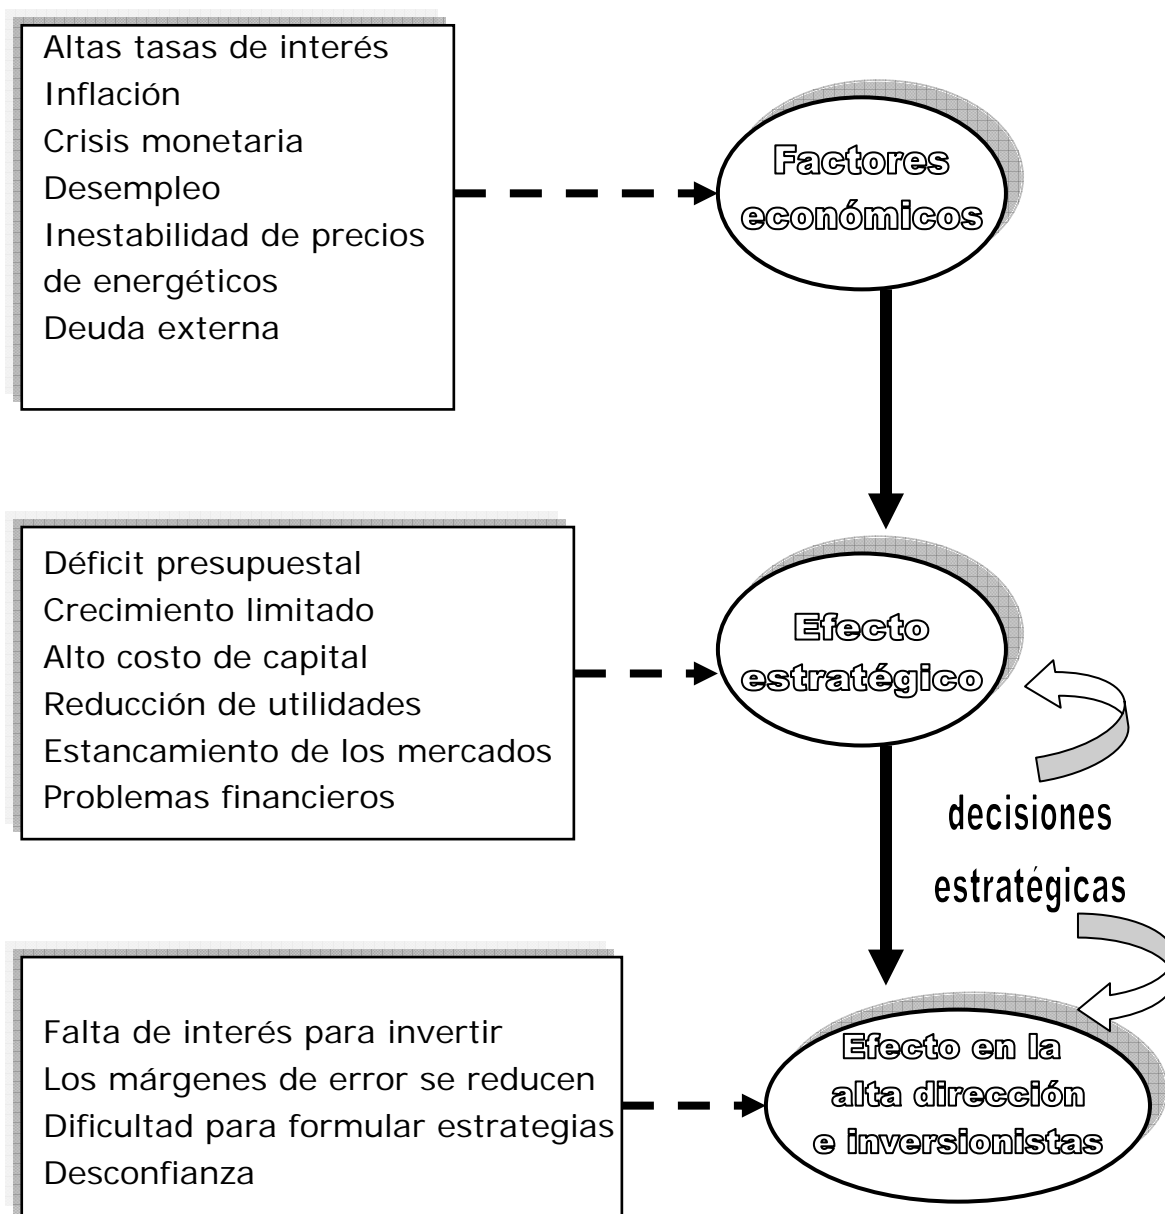 Altas tasas de interés
Inflación
Crisis monetaria
Desempleo
Inestabilidad de precios
de energéticos
Deuda externa
Factores
económicos
Déficit presupuestal
Crecimiento limitado
Alto costo de capital
Reducción de utilidades
Estancamiento de los mercados
Problemas financieros
Efecto
estratégico
decisiones
estratégicas
Falta de interés para invertir
Los márgenes de error se reducen
Dificultad para formular estrategias
Desconfianza
Efecto en la
alta dirección
e inversionistas